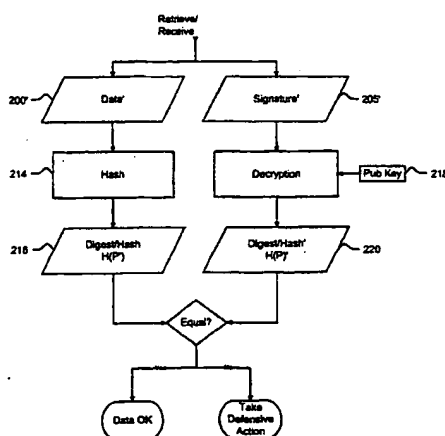 Retrieve/
Receive
200'
Data'
Signature'
205'
214
Hash
Decryption
Pub Key
218
216
Digest/Hash
H(P')
Digest/Hash'
H(P)'
220
Equal?
Data OK
Take
Defensive
Action